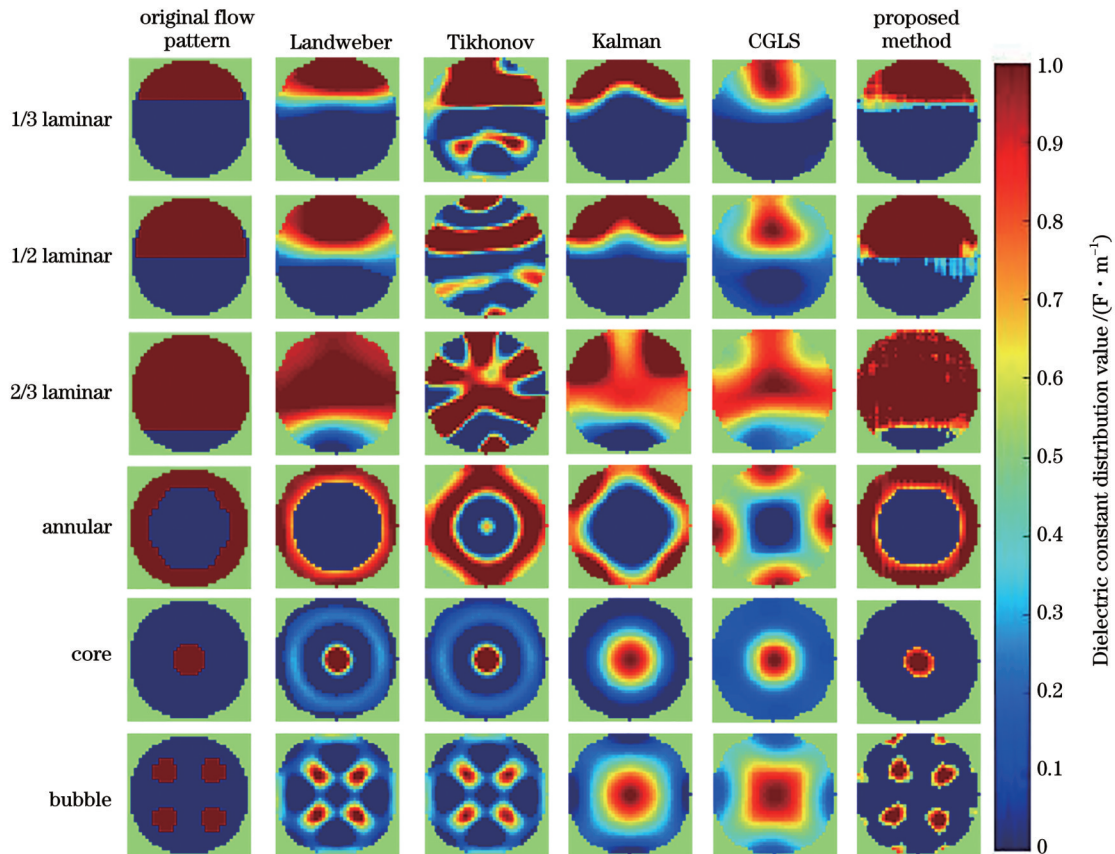 original flow
pattern
Landweber
Tikhonov
Kalman
CGLS
proposed
method
1/3 laminar
1/2 laminar
2/3 laminar
annular
core
bubble
1.0
0.9
0.8
0.7
0.6
0.5
0.4
0.3
0.2
0.1
0
Dielectric constant distribution value /(F · m⁻¹)